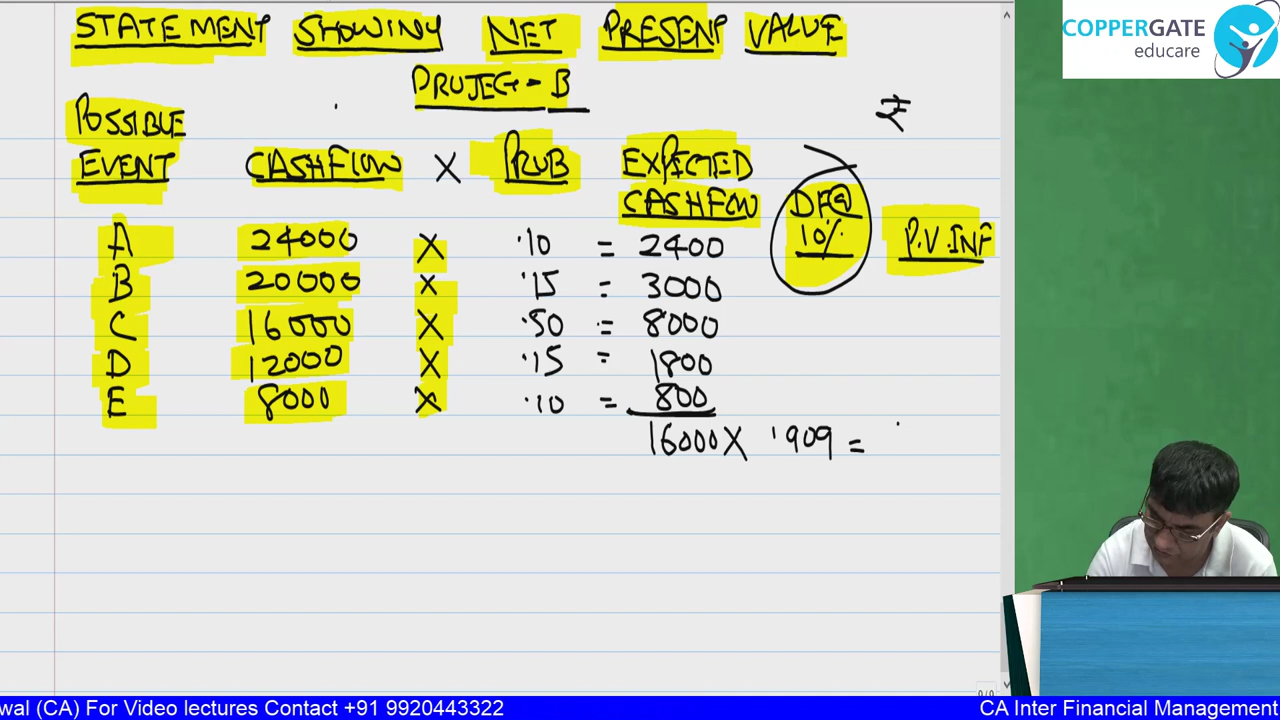 STATEMENT SHOWING NET PRESENT VALUE
PROJECT - B
₹
POSSIBLE
EVENT CASHFLOW X PROB EXPECTED CASHFLOW DF@ 10% P.V.INF
A 24000 X .10 = 2400
B 20000 X .15 = 3000
C 16000 X .50 = 8000
D 12000 X .15 = 1800
E 8000 X .10 = 800
16000 X .909 =
COPPERGATE
educare
wal (CA) For Video lectures Contact +91 9920443322
CA Inter Financial Management